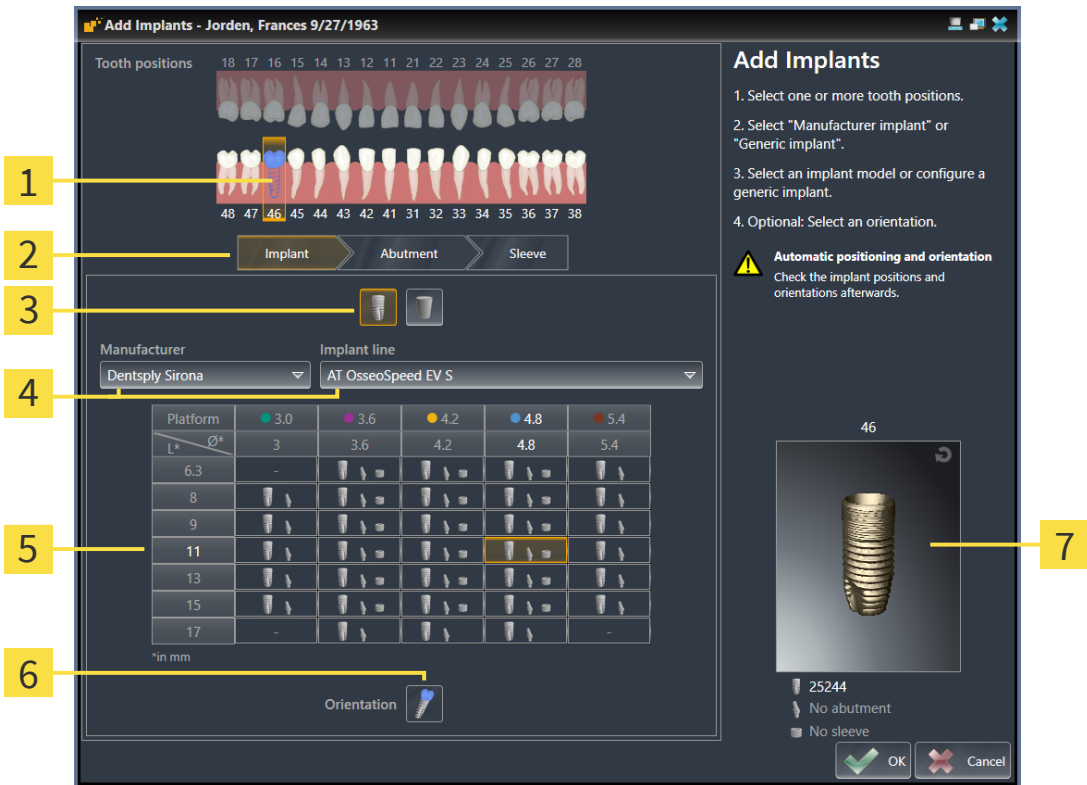 Add Implants - Jorden, Frances 9/27/1963
Tooth positions 18 17 16 15 14 13 12 11 21 22 23 24 25 26 27 28
1
48 47 46 45 44 43 42 41 31 32 33 34 35 36 37 38
2
Implant Abutment Sleeve
3
Manufacturer Implant line
4
Dentsply Sirona AT OsseoSpeed EV S
Platform 3.0 3.6 4.2 4.8 5.4
L* Ø* 3 3.6 4.2 4.8 5.4
6.3 -
8
9
5
11
13
15
17 - -
*in mm
6
Orientation
Add Implants
1. Select one or more tooth positions.
2. Select "Manufacturer implant" or
"Generic implant".
3. Select an implant model or configure a
generic implant.
4. Optional: Select an orientation.
Automatic positioning and orientation
Check the implant positions and
orientations afterwards.
46
7
25244
No abutment
No sleeve
OK Cancel